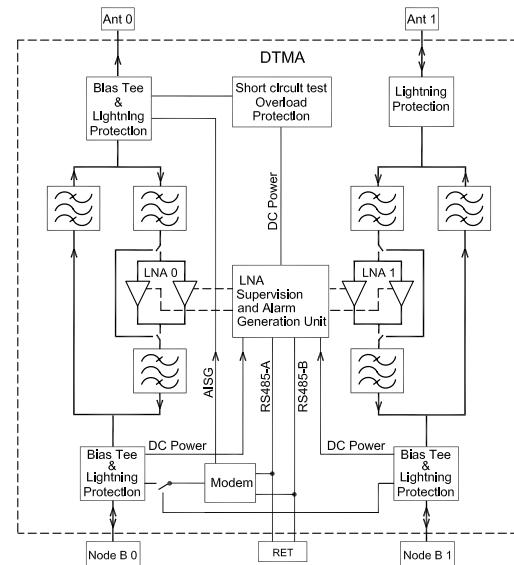 Ant 0
Ant 1
DTMA
Bias Tee
&
Lightning
Protection
Short circuit test
Overload
Protection
Lightning
Protection
DC Power
LNA 0
LNA 1
LNA
Supervision
and Alarm
Generation Unit
AISG
RS485-A
RS485-B
DC Power
DC Power
Bias Tee
&
Lightning
Protection
Modem
Bias Tee
&
Lightning
Protection
Node B 0
RET
Node B 1